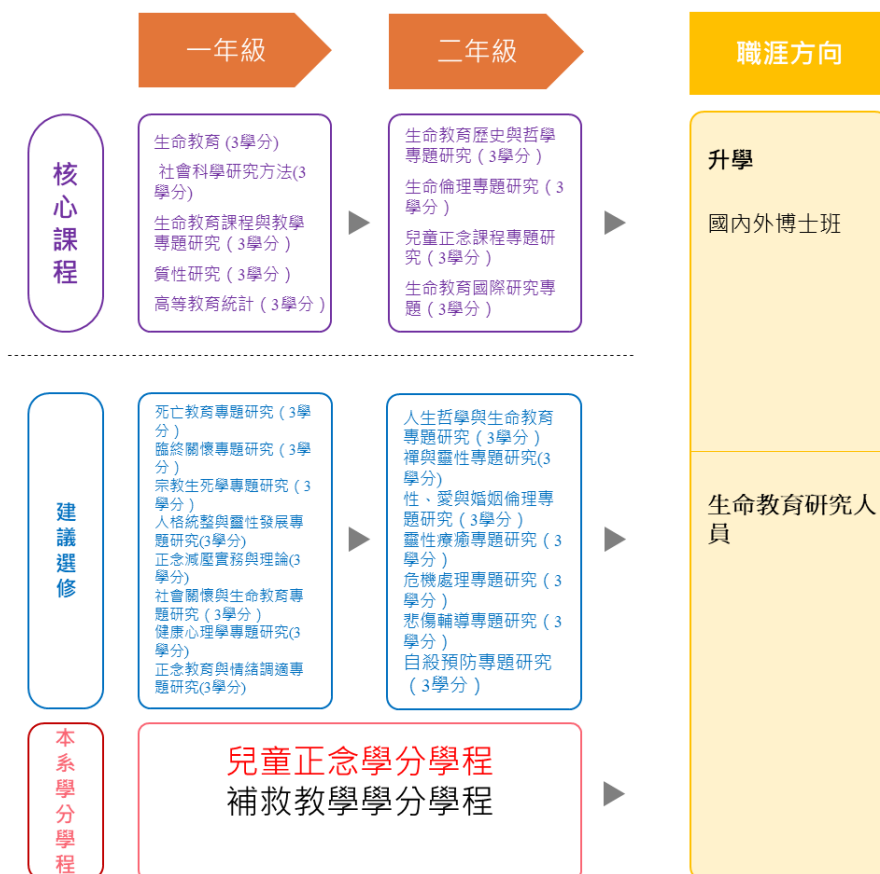 一年級
二年級
職涯方向
核心課程
生命教育 (3學分)
社會科學研究方法(3
學分)
生命教育課程與教學
專題研究(3學分)
質性研究(3學分)
高等教育統計(3學分)
生命教育歷史與哲學
專題研究(3學分)
生命倫理專題研究(3
學分)
兒童正念課程專題研
究(3學分)
生命教育國際研究專
題(3學分)
升學
國內外博士班
建議選修
死亡教育專題研究(3學
分)
臨終關懷專題研究(3學
分)
宗教生死學專題研究(3
學分)
人格統整與靈性發展專
題研究(3學分)
正念減壓實務與理論(3
學分)
社會關懷與生命教育專
題研究(3學分)
健康心理學專題研究(3
學分)
正念教育與情緒調適專
題研究(3學分)
人生哲學與生命教育
專題研究(3學分)
禪與靈性專題研究(3
學分)
性、愛與婚姻倫理專
題研究(3學分)
靈性療癒專題研究(3
學分)
危機處理專題研究(3
學分)
悲傷輔導專題研究(3
學分)
自殺預防專題研究
(3學分)
生命教育研究人
員
本系學分學程
兒童正念學分學程
補救教學學分學程